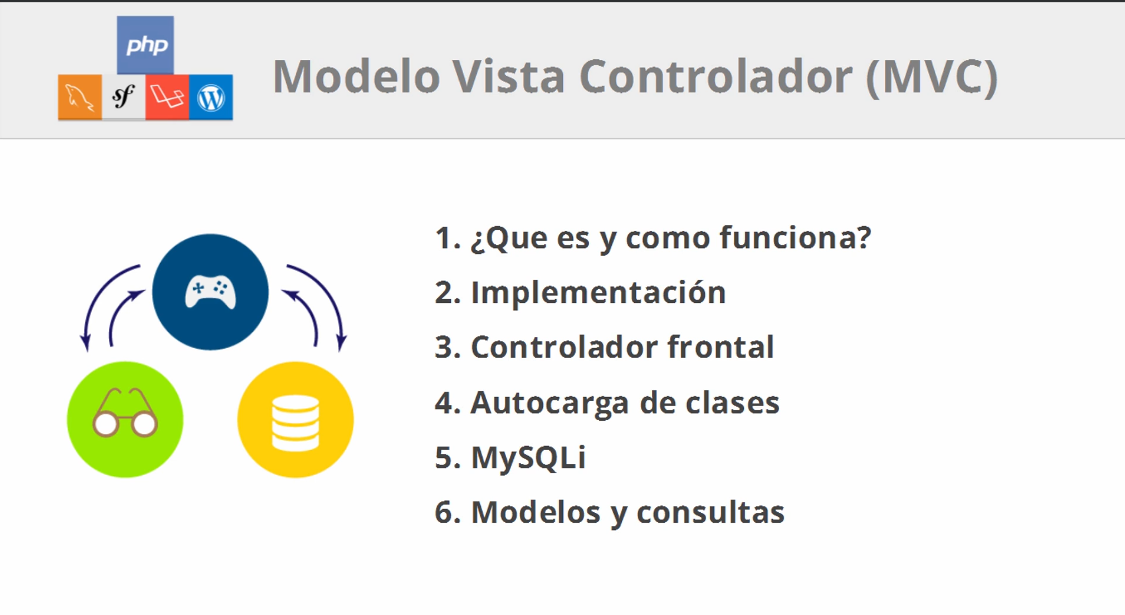 php
sf
Modelo Vista Controlador (MVC)
1. ¿Que es y como funciona?
2. Implementación
3. Controlador frontal
4. Autocarga de clases
5. MySQLi
6. Modelos y consultas